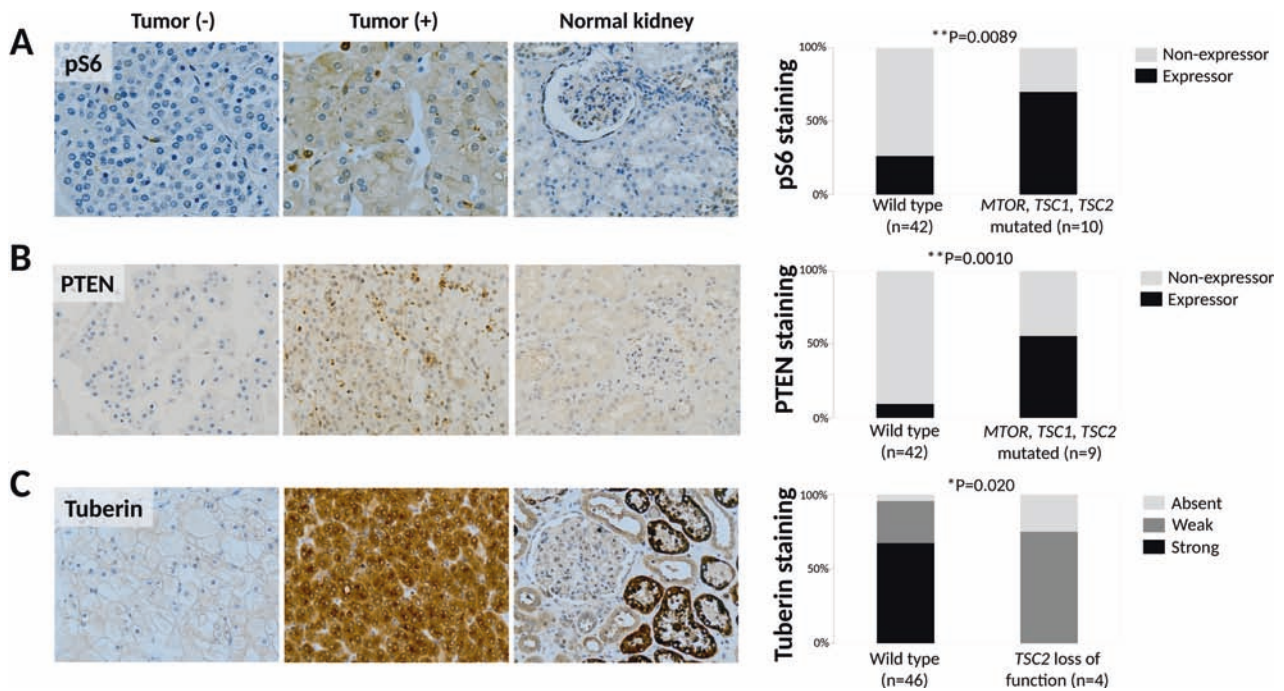 Tumor (-) Tumor (+) Normal kidney
A
pS6
pS6 staining
**P=0.0089
100%
50%
0%
Non-expressor
Expressor
Wild type
(n=42)
MTOR, TSC1, TSC2
mutated (n=10)
B
PTEN
PTEN staining
**P=0.0010
100%
50%
0%
Non-expressor
Expressor
Wild type
(n=42)
MTOR, TSC1, TSC2
mutated (n=9)
C
Tuberin
Tuberin staining
*P=0.020
100%
50%
0%
Absent
Weak
Strong
Wild type
(n=46)
TSC2 loss of
function (n=4)